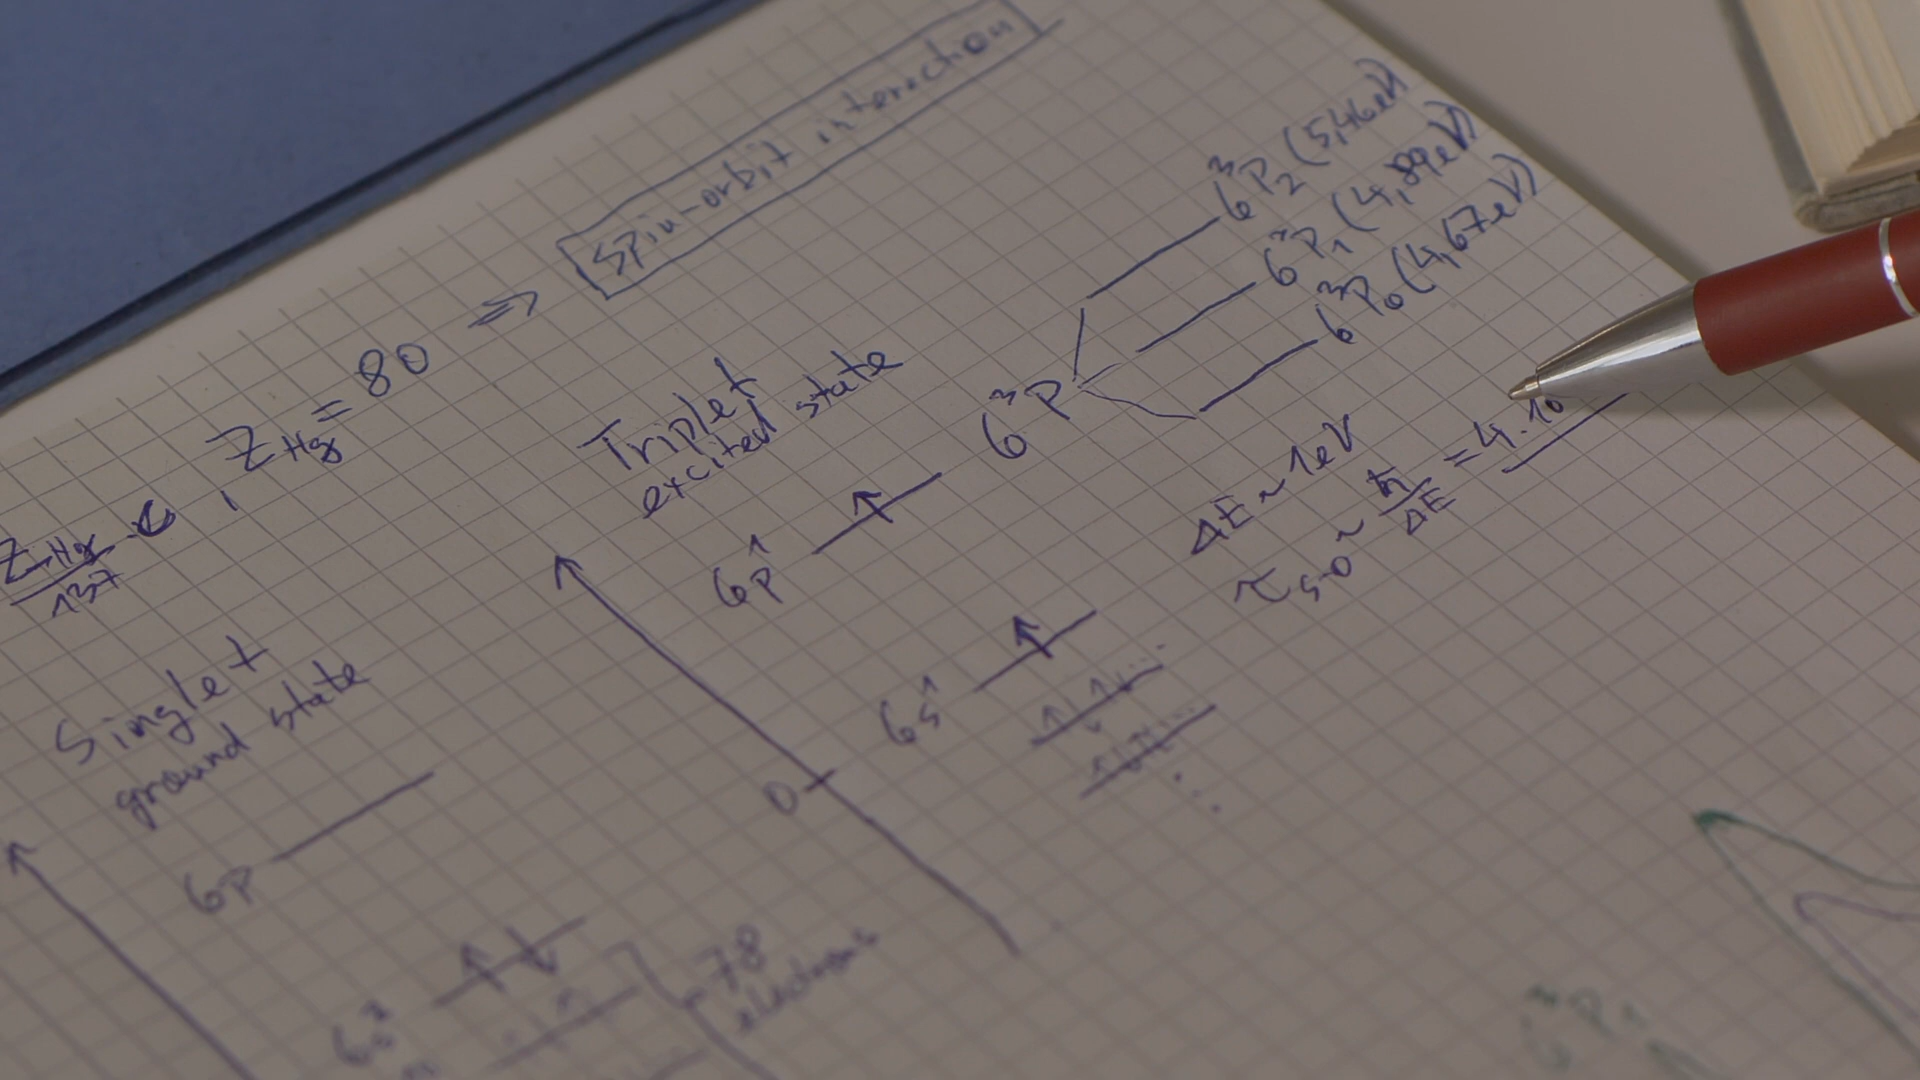 Z_Hg/137 · c, Z_Hg = 80 ⇒ spin-orbit interaction
Triplet
excited state
6p¹
6s¹
0
6³P
6³P₂ (5,46eV)
6³P₁ (4,89eV)
6³P₀ (4,67eV)
ΔE ~ 1eV
τ_s-o ~ ħ/ΔE = 4.10
Singlet
ground state
6p
6s²
78
electrons
6³P₁